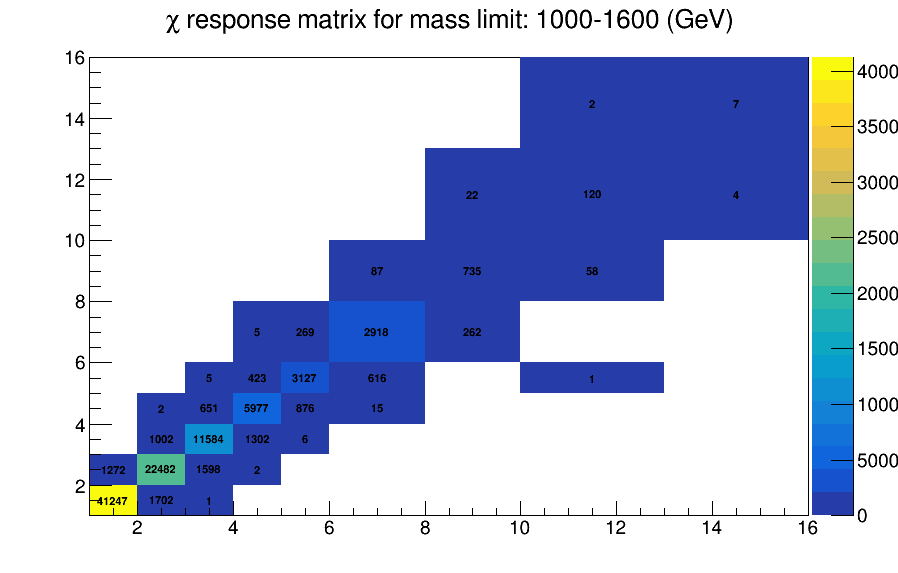 χ response matrix for mass limit: 1000-1600 (GeV)
16
14
12
10
8
6
4
2
2 7
22 120 4
87 735 58
5 269 2918 262
5 423 3127 616 1
2 651 5977 876 15
1002 11584 1302 6
1272 22482 1598 2
41247 1702 1
2 4 6 8 10 12 14 16
4000
3500
3000
2500
2000
1500
1000
5000
0